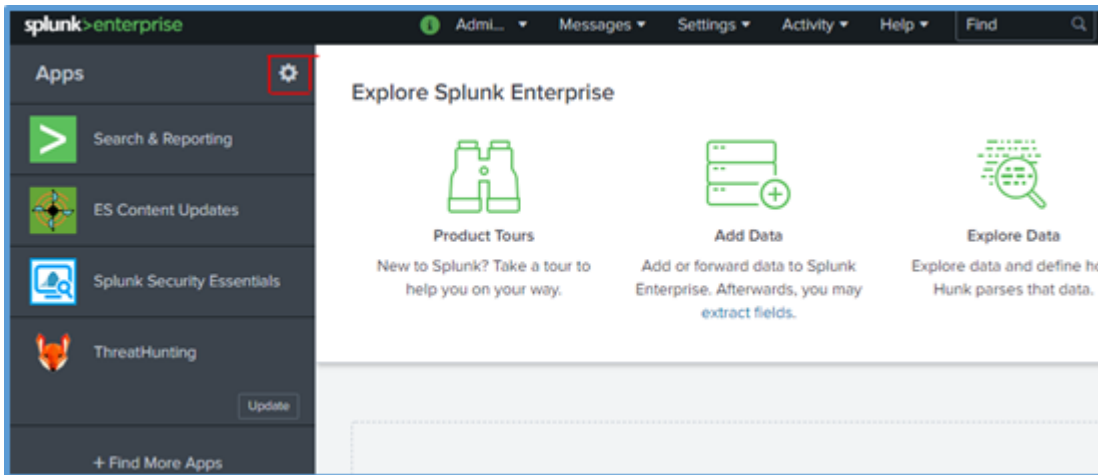 splunk>enterprise
Admi... Messages Settings Activity Help Find
Apps
Search & Reporting
ES Content Updates
Splunk Security Essentials
ThreatHunting
Update
+ Find More Apps
Explore Splunk Enterprise
Product Tours
New to Splunk? Take a tour to
help you on your way.
Add Data
Add or forward data to Splunk
Enterprise. Afterwards, you may
extract fields.
Explore Data
Explore data and define
Hunk parses that data.